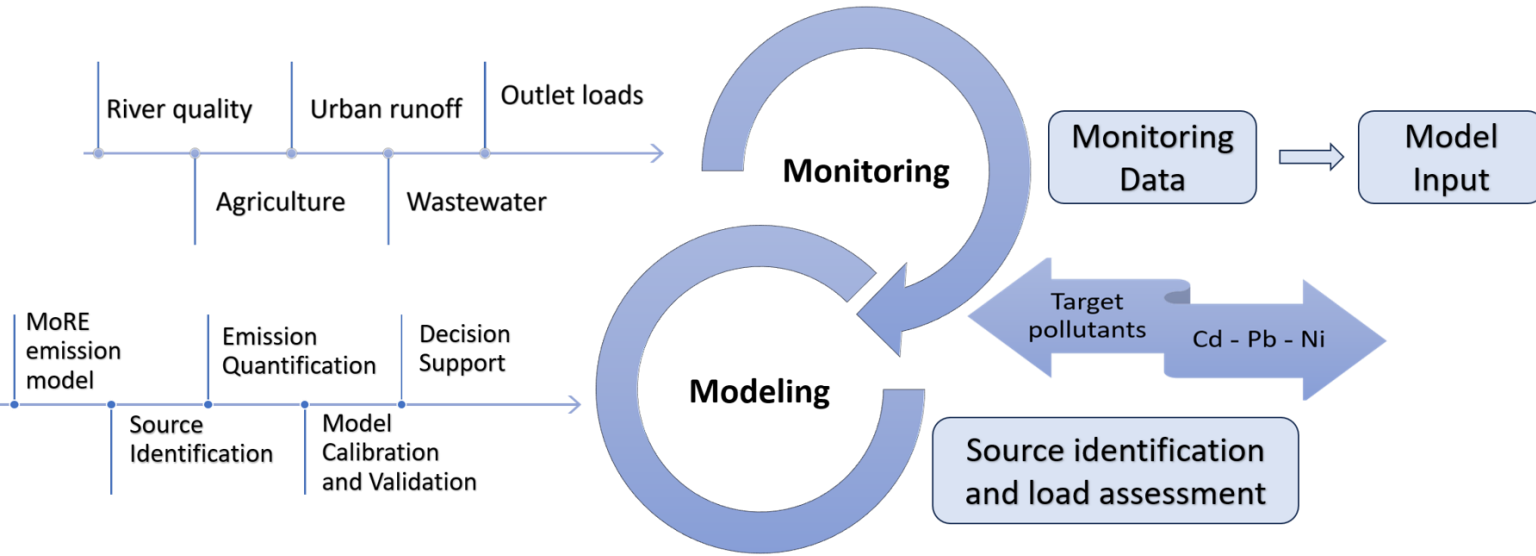 River quality
Urban runoff
Outlet loads
Agriculture
Wastewater
Monitoring
Monitoring
Data
Model
Input
MoRE
emission
model
Emission
Quantification
Decision
Support
Source
Identification
Model
Calibration
and Validation
Modeling
Target
pollutants
Cd - Pb - Ni
Source identification
and load assessment